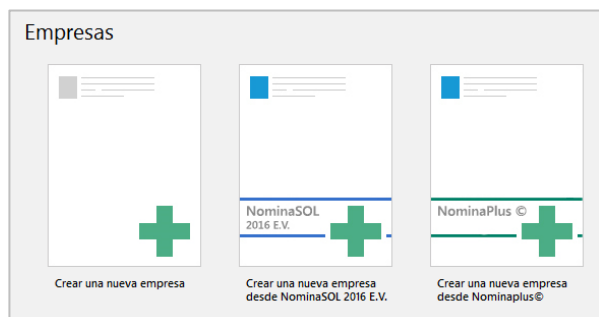 Empresas
NominaSOL
2016 E.V.
NominaPlus ©
Crear una nueva empresa
Crear una nueva empresa
desde NominaSOL 2016 E.V.
Crear una nueva empresa
desde Nominaplus©